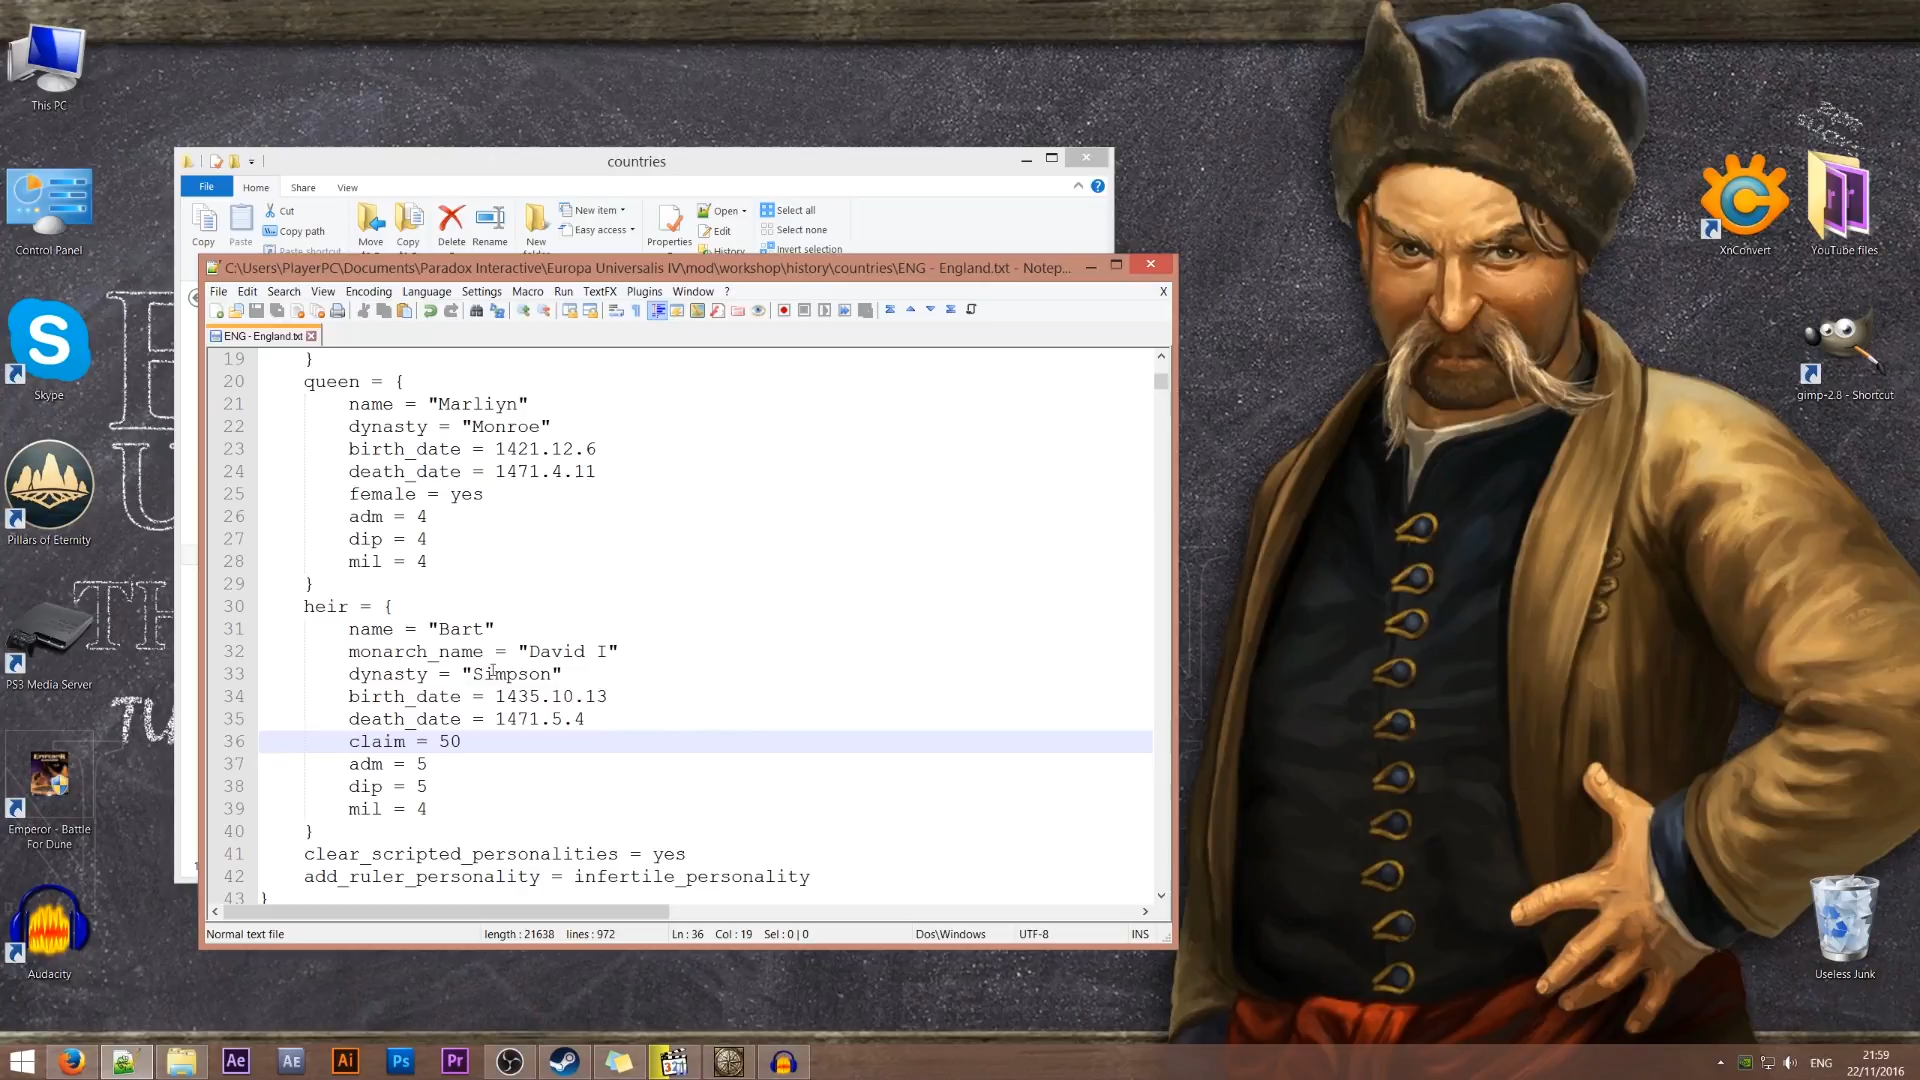 This PC
Control Panel
Skype
Pillars of Eternity
PS3 Media Server
Emperor - Battle
For Dune
Audacity
XnConvert
YouTube files
gimp-2.8 - Shortcut
Useless Junk
countries
File
Home
Share
View
Copy
Paste
Cut
Copy path
Paste shortcut
Move
Copy
Delete
Rename
New
New item
Easy access
Properties
Open
Edit
History
Select all
Select none
Invert selection
C:\Users\PlayerPC\Documents\Paradox Interactive\Europa Universalis IV\mod\workshop\history\countries\ENG - England.txt - Notep...
File Edit Search View Encoding Language Settings Macro Run TextFX Plugins Window ?
X
ENG - England.txt
19 }
20 queen = {
21 name = "Marliyn"
22 dynasty = "Monroe"
23 birth_date = 1421.12.6
24 death_date = 1471.4.11
25 female = yes
26 adm = 4
27 dip = 4
28 mil = 4
29 }
30 heir = {
31 name = "Bart"
32 monarch_name = "David I"
33 dynasty = "Simpson"
34 birth_date = 1435.10.13
35 death_date = 1471.5.4
36 claim = 50
37 adm = 5
38 dip = 5
39 mil = 4
40 }
41 clear_scripted_personalities = yes
42 add_ruler_personality = infertile_personality
43 }
Normal text file
length : 21638 lines : 972
Ln : 36 Col : 19 Sel : 0 | 0
Dos\Windows
UTF-8
INS
Ae
AE
Ai
Ps
Pr
ENG
21:59
22/11/2016